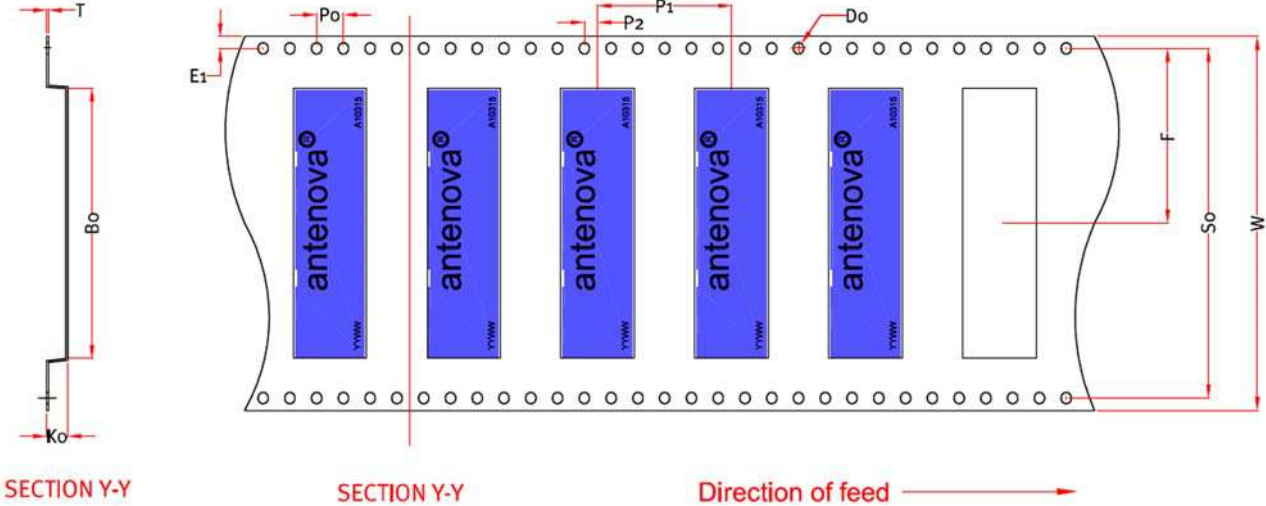 T
Po
P1
P2
Do
E1
Bo
F
So
W
Ko
antenova®
A10315
YYWW
antenova®
A10315
YYWW
antenova®
A10315
YYWW
antenova®
A10315
YYWW
antenova®
A10315
YYWW
SECTION Y-Y
SECTION Y-Y
Direction of feed